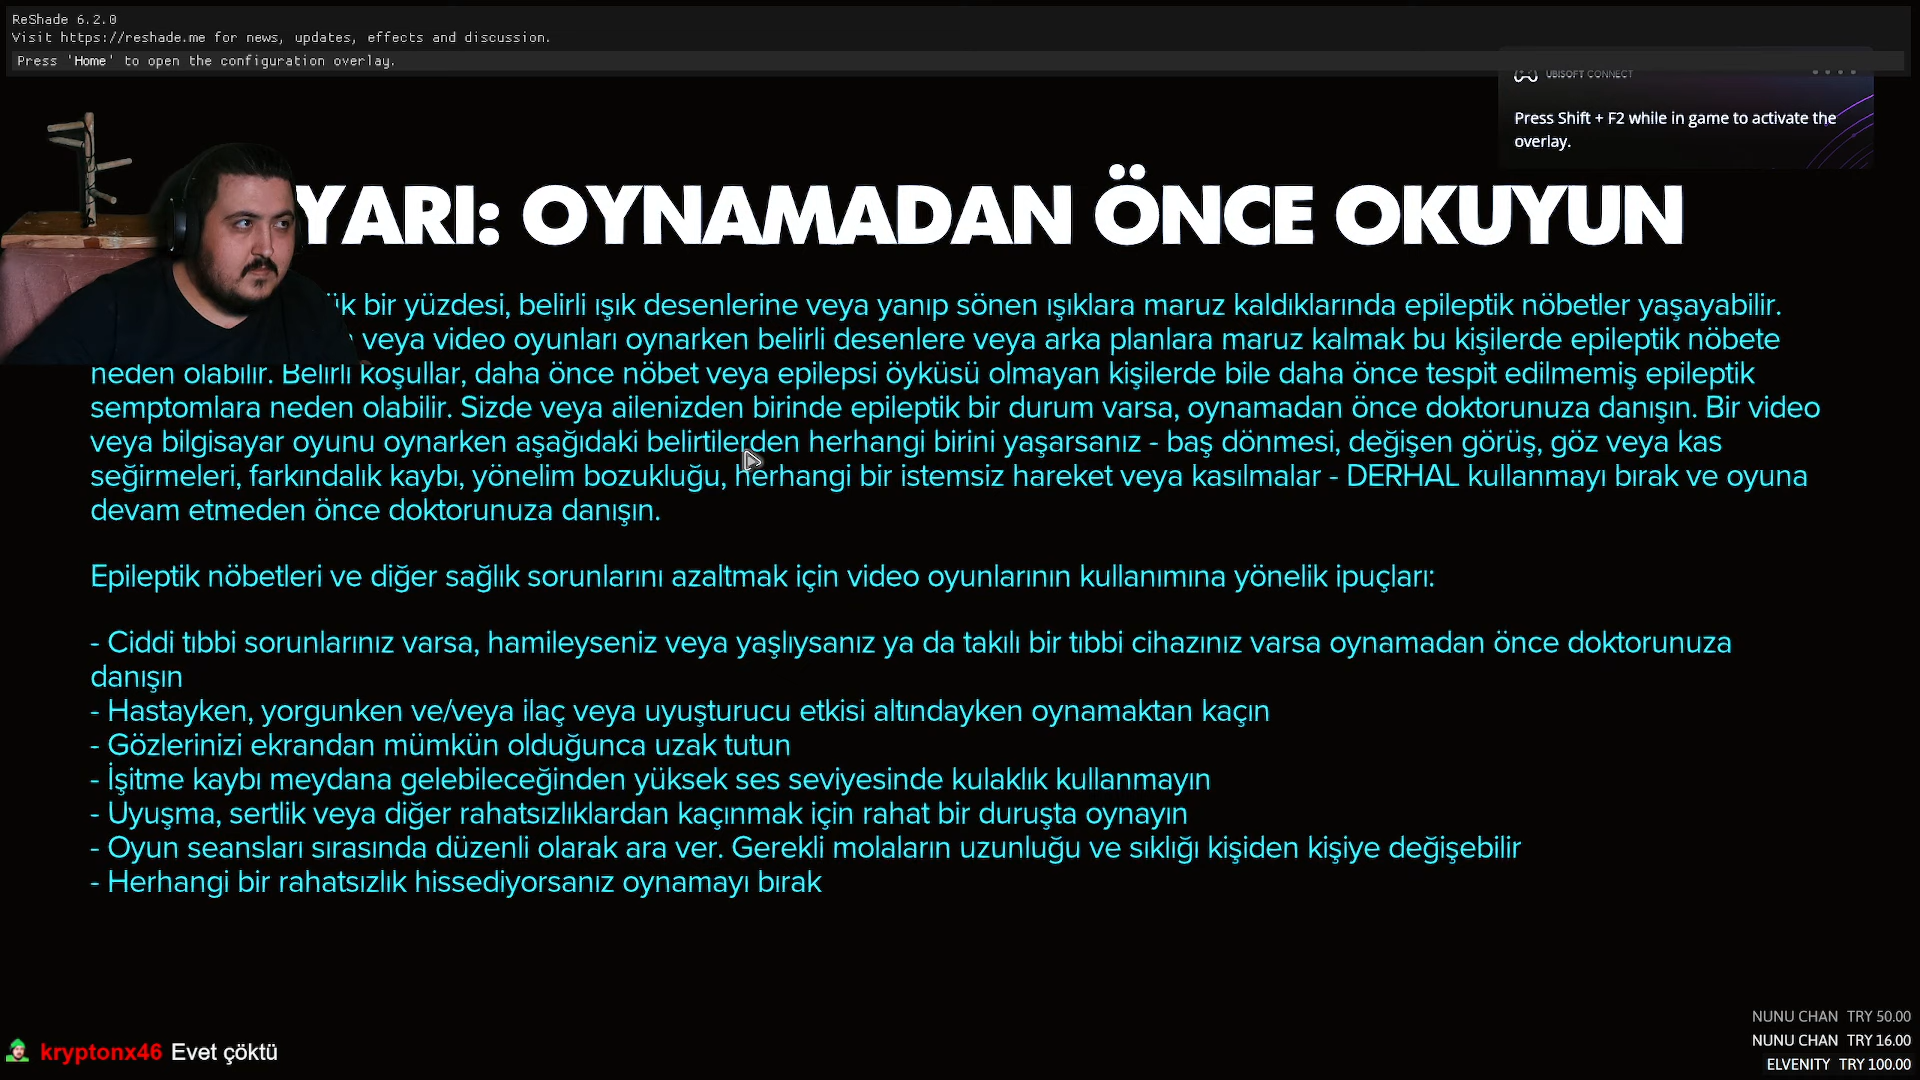 ReShade 6.2.0
Visit https://reshade.me for news, updates, effects and discussion.
Press 'Home' to open the configuration overlay.
UBISOFT CONNECT
Press Shift + F2 while in game to activate the
overlay.
YARI: OYNAMADAN ÖNCE OKUYUN
bir yüzdesi, belirli ışık desenlerine veya yanıp sönen ışıklara maruz kaldıklarında epileptik nöbetler yaşayabilir.
veya video oyunları oynarken belirli desenlere veya arka planlara maruz kalmak bu kişilerde epileptik nöbete
neden olabilir. Belirli koşullar, daha önce nöbet veya epilepsi öyküsü olmayan kişilerde bile daha önce tespit edilmemiş epileptik
semptomlara neden olabilir. Sizde veya ailenizden birinde epileptik bir durum varsa, oynamadan önce doktorunuza danışın. Bir video
veya bilgisayar oyunu oynarken aşağıdaki belirtilerden herhangi birini yaşarsanız - baş dönmesi, değişen görüş, göz veya kas
seğirmeleri, farkındalık kaybı, yönelim bozukluğu, herhangi bir istemsiz hareket veya kasılmalar - DERHAL kullanmayı bırak ve oyuna
devam etmeden önce doktorunuza danışın.
Epileptik nöbetleri ve diğer sağlık sorunlarını azaltmak için video oyunlarının kullanımına yönelik ipuçları:
- Ciddi tıbbi sorunlarınız varsa, hamileyseniz veya yaşlıysanız ya da takılı bir tıbbi cihazınız varsa oynamadan önce doktorunuza
danışın
- Hastayken, yorgunken ve/veya ilaç veya uyuşturucu etkisi altındayken oynamaktan kaçın
- Gözlerinizi ekrandan mümkün olduğunca uzak tutun
- İşitme kaybı meydana gelebileceğinden yüksek ses seviyesinde kulaklık kullanmayın
- Uyuşma, sertlik veya diğer rahatsızlıklardan kaçınmak için rahat bir duruşta oynayın
- Oyun seansları sırasında düzenli olarak ara ver. Gerekli molaların uzunluğu ve sıklığı kişiden kişiye değişebilir
- Herhangi bir rahatsızlık hissediyorsanız oynamayı bırak
NUNU CHAN TRY 50.00
NUNU CHAN TRY 16.00
ELVENITY TRY 100.00
kryptonx46 Evet çöktü